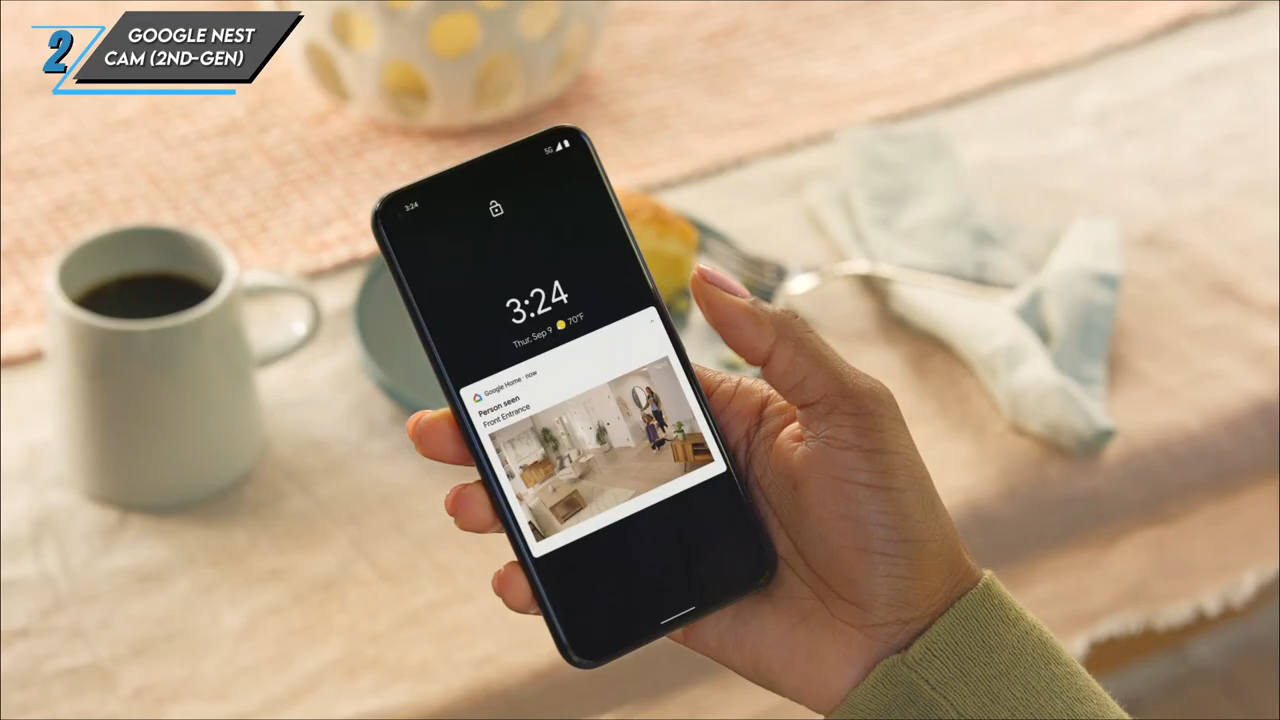 2
GOOGLE NEST
CAM (2ND-GEN)
3:24
5G
3:24
Thur, Sep 9 70°F
Google Home · now
Person seen
Front Entrance